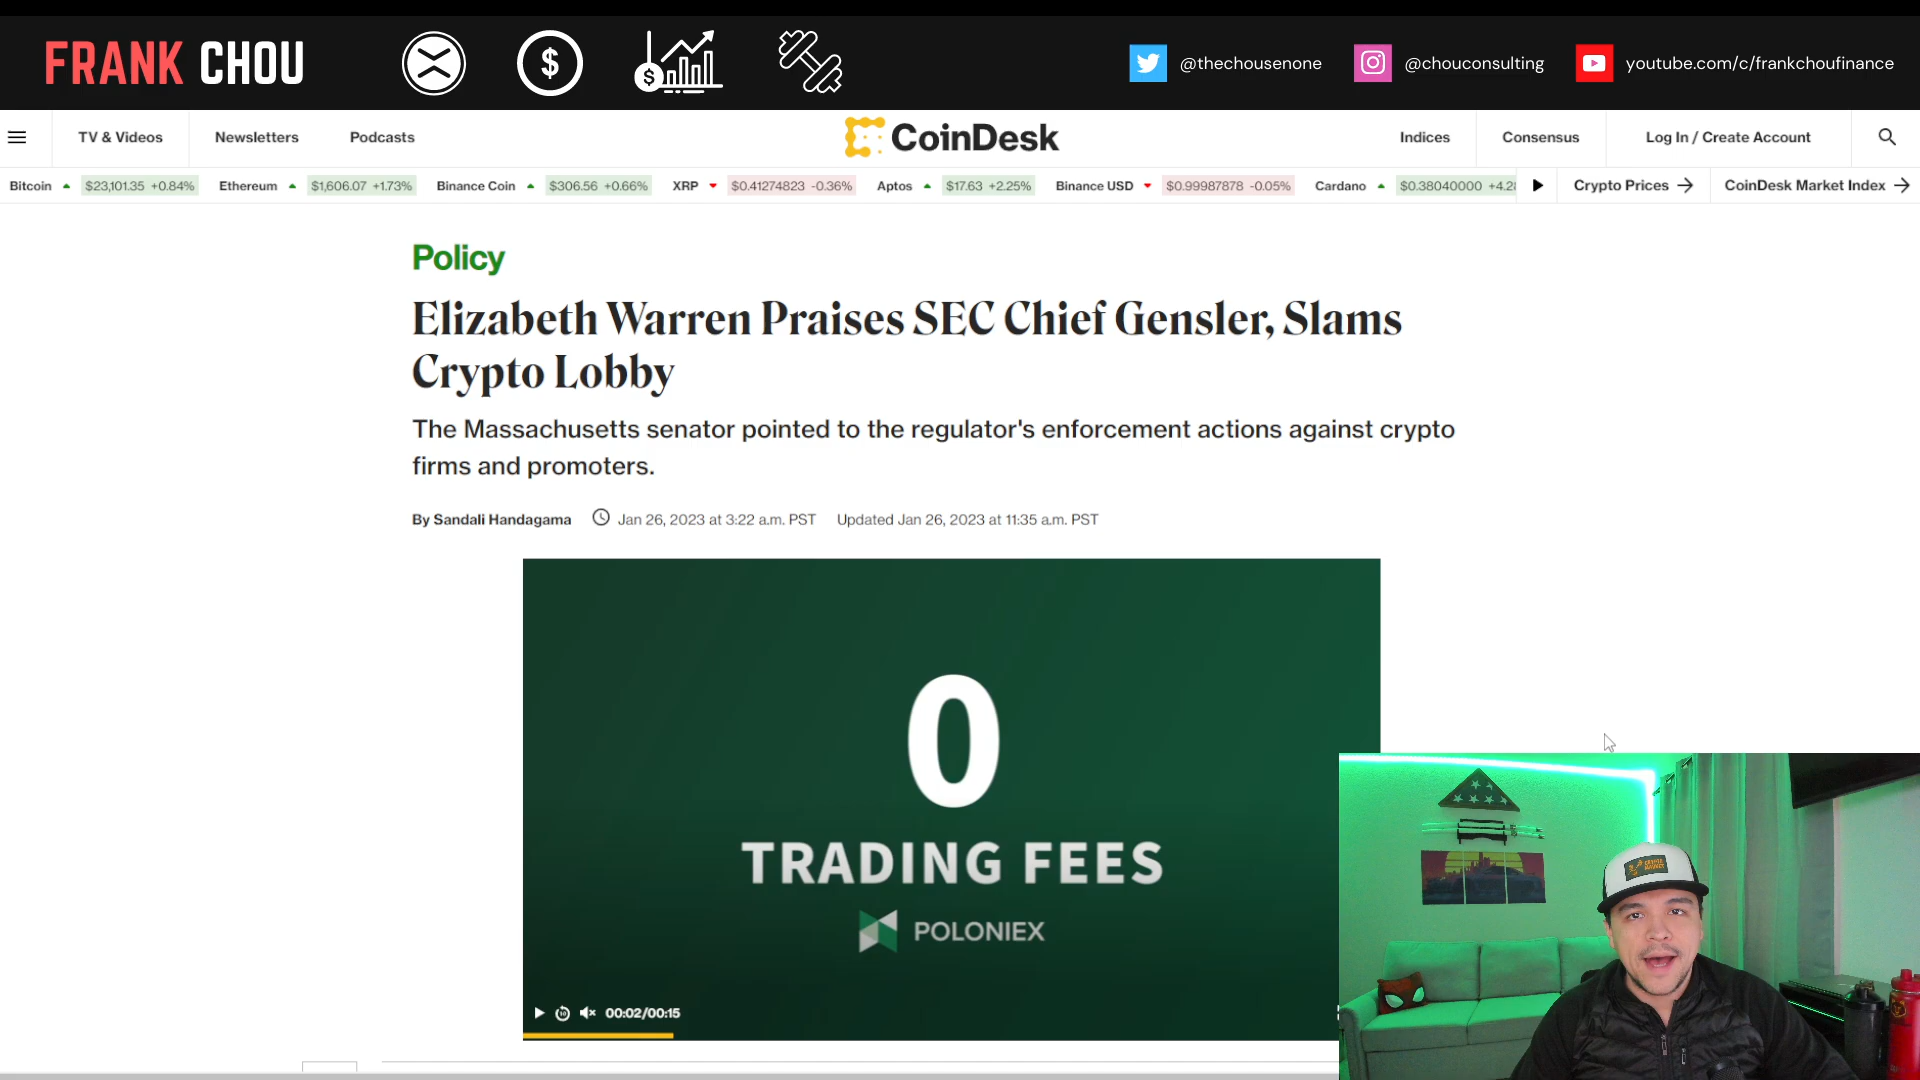 FRANK CHOU
@thechousenone
@chouconsulting
youtube.com/c/frankchoufinance
TV & Videos
Newsletters
Podcasts
CoinDesk
Indices
Consensus
Log In / Create Account
Bitcoin $23,101.35 +0.84% Ethereum $1,606.07 +1.73% Binance Coin $306.56 +0.66% XRP $0.41274823 -0.36% Aptos $17.63 +2.25% Binance USD $0.99987878 -0.05% Cardano $0.38040000 Crypto Prices CoinDesk Market Index
Policy
Elizabeth Warren Praises SEC Chief Gensler, Slams
Crypto Lobby
The Massachusetts senator pointed to the regulator's enforcement actions against crypto
firms and promoters.
By Sandali Handagama Jan 26, 2023 at 3:22 a.m. PST Updated Jan 26, 2023 at 11:35 a.m. PST
0
TRADING FEES
POLONIEX
00:02/00:15